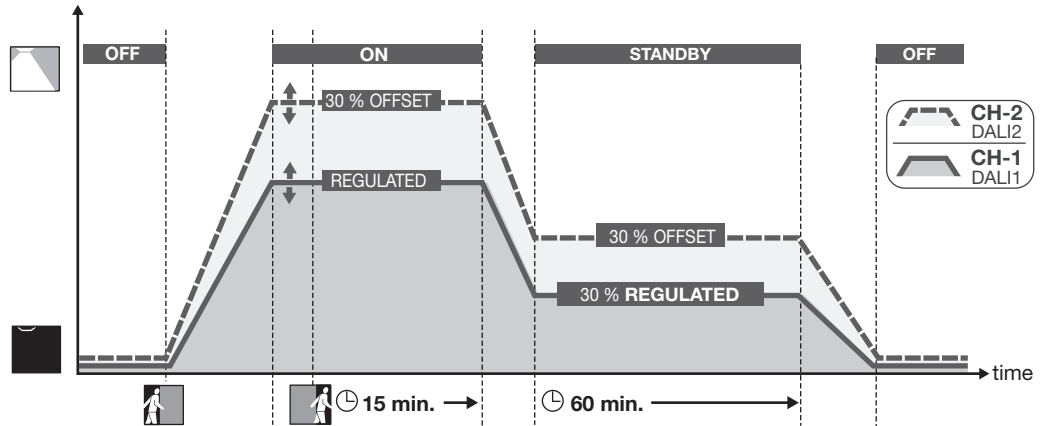 OFF
ON
STANDBY
OFF
30 % OFFSET
CH-2
DALI2
CH-1
DALI1
REGULATED
30 % OFFSET
30 % REGULATED
time
15 min.
60 min.